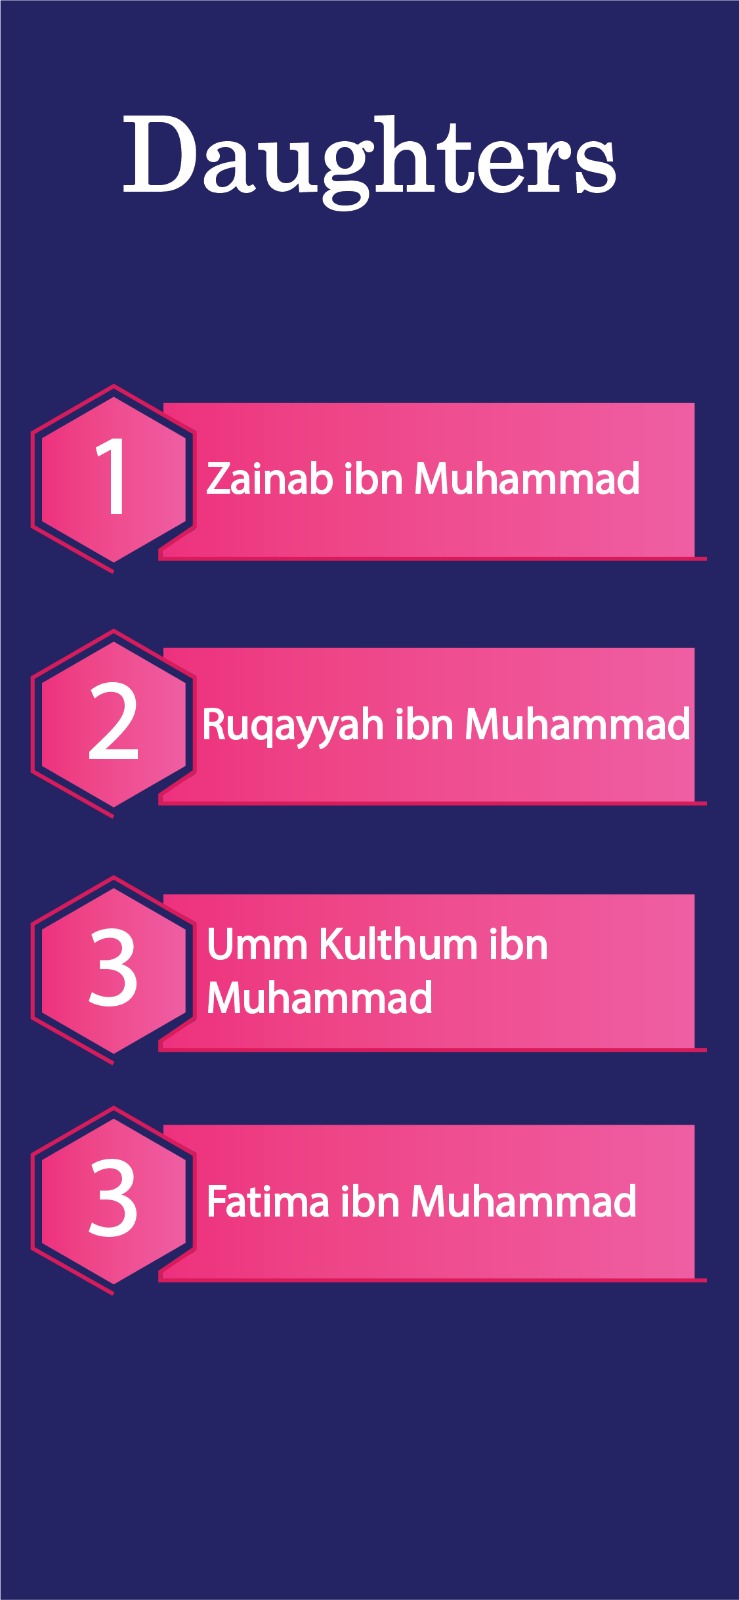 Daughters
1
Zainab ibn Muhammad
2
Ruqayyah ibn Muhammad
3
Umm Kulthum ibn
Muhammad
3
Fatima ibn Muhammad